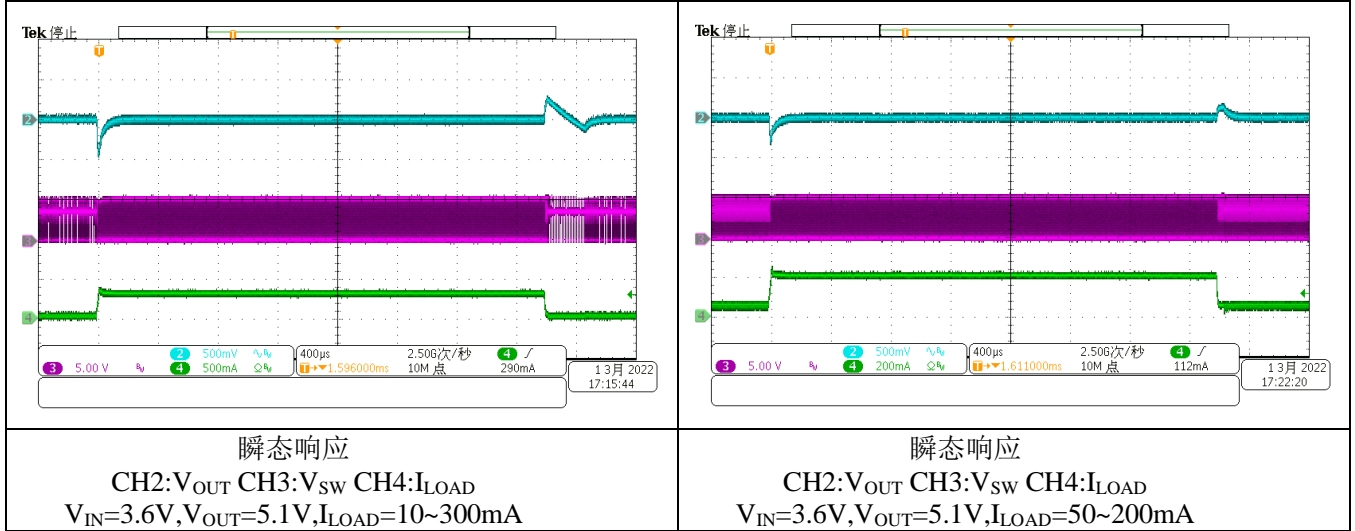 Tek 停止
T
T
2
3
4
2 500mV
3 5.00 V
4 500mA Ω
400µs
T→▼1.596000ms
2.50G次/秒
10M 点
4
290mA
1 3月 2022
17:15:44
瞬态响应
CH2:VOUT CH3:VSW CH4:ILOAD
VIN=3.6V,VOUT=5.1V,ILOAD=10~300mA
Tek 停止
T
T
2
3
4
2 500mV
3 5.00 V
4 200mA Ω
400µs
T→▼1.611000ms
2.50G次/秒
10M 点
4
112mA
1 3月 2022
17:22:20
瞬态响应
CH2:VOUT CH3:VSW CH4:ILOAD
VIN=3.6V,VOUT=5.1V,ILOAD=50~200mA